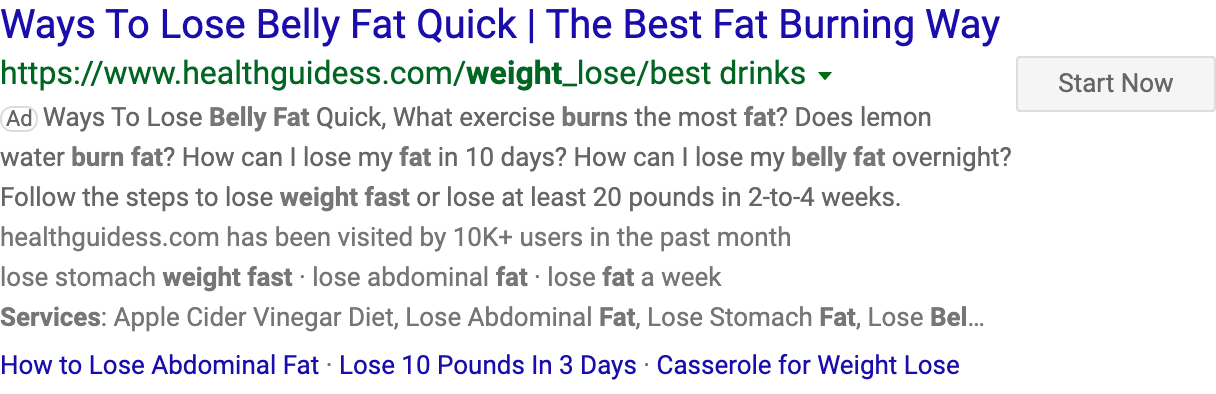 Ways To Lose Belly Fat Quick | The Best Fat Burning Way
https://www.healthguidess.com/weight_lose/best drinks
Start Now
Ad Ways To Lose Belly Fat Quick, What exercise burns the most fat? Does lemon
water burn fat? How can I lose my fat in 10 days? How can I lose my belly fat overnight?
Follow the steps to lose weight fast or lose at least 20 pounds in 2-to-4 weeks.
healthguidess.com has been visited by 10K+ users in the past month
lose stomach weight fast · lose abdominal fat · lose fat a week
Services: Apple Cider Vinegar Diet, Lose Abdominal Fat, Lose Stomach Fat, Lose Bel...
How to Lose Abdominal Fat · Lose 10 Pounds In 3 Days · Casserole for Weight Lose